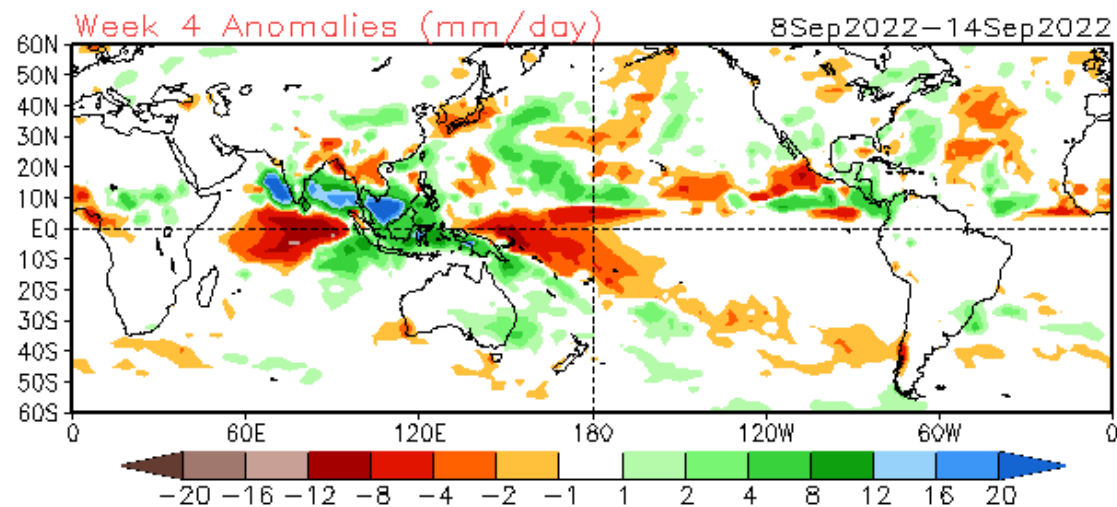 Week 4 Anomalies (mm/day) 8Sep2022-14Sep2022
60N
50N
40N
30N
20N
10N
EQ
10S
20S
30S
40S
50S
60S
0 60E 120E 180 120W 60W 0
-20 -16 -12 -8 -4 -2 -1 1 2 4 8 12 16 20